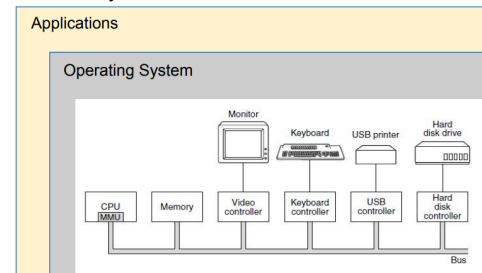 Applications
Operating System
Monitor
Keyboard
USB printer
Hard
disk drive
CPU
MMU
Memory
Video
controller
Keyboard
controller
USB
controller
Hard
disk
controller
Bus